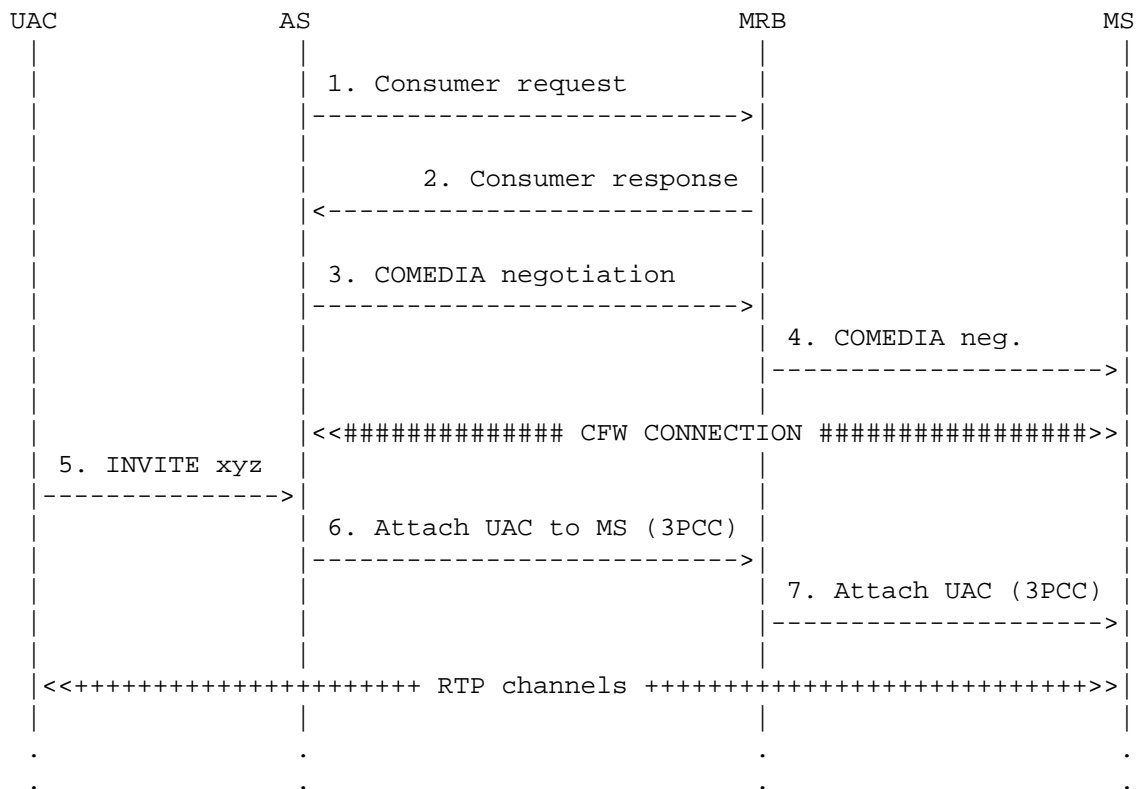 UAC AS MRB MS
1. Consumer request
2. Consumer response
3. COMEDIA negotiation
4. COMEDIA neg.
<<############## CFW CONNECTION #################>>
5. INVITE xyz
6. Attach UAC to MS (3PCC)
7. Attach UAC (3PCC)
<<++++++++++++++++++++++ RTP channels ++++++++++++++++++++++++++++>>